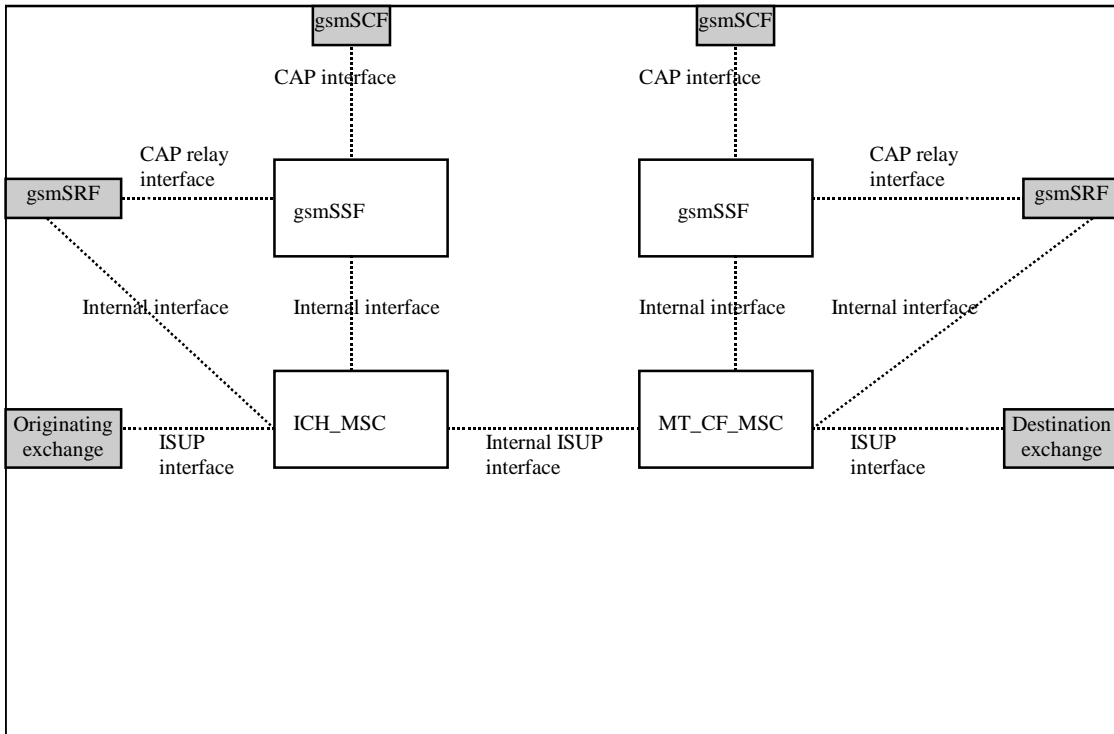 gsmSCF
gsmSCF
CAP interface
CAP interface
CAP relay
interface
CAP relay
interface
gsmSRF
gsmSSF
gsmSSF
gsmSRF
Internal interface
Internal interface
Internal interface
Internal interface
Originating
exchange
ISUP
interface
ICH_MSC
Internal ISUP
interface
MT_CF_MSC
ISUP
interface
Destination
exchange